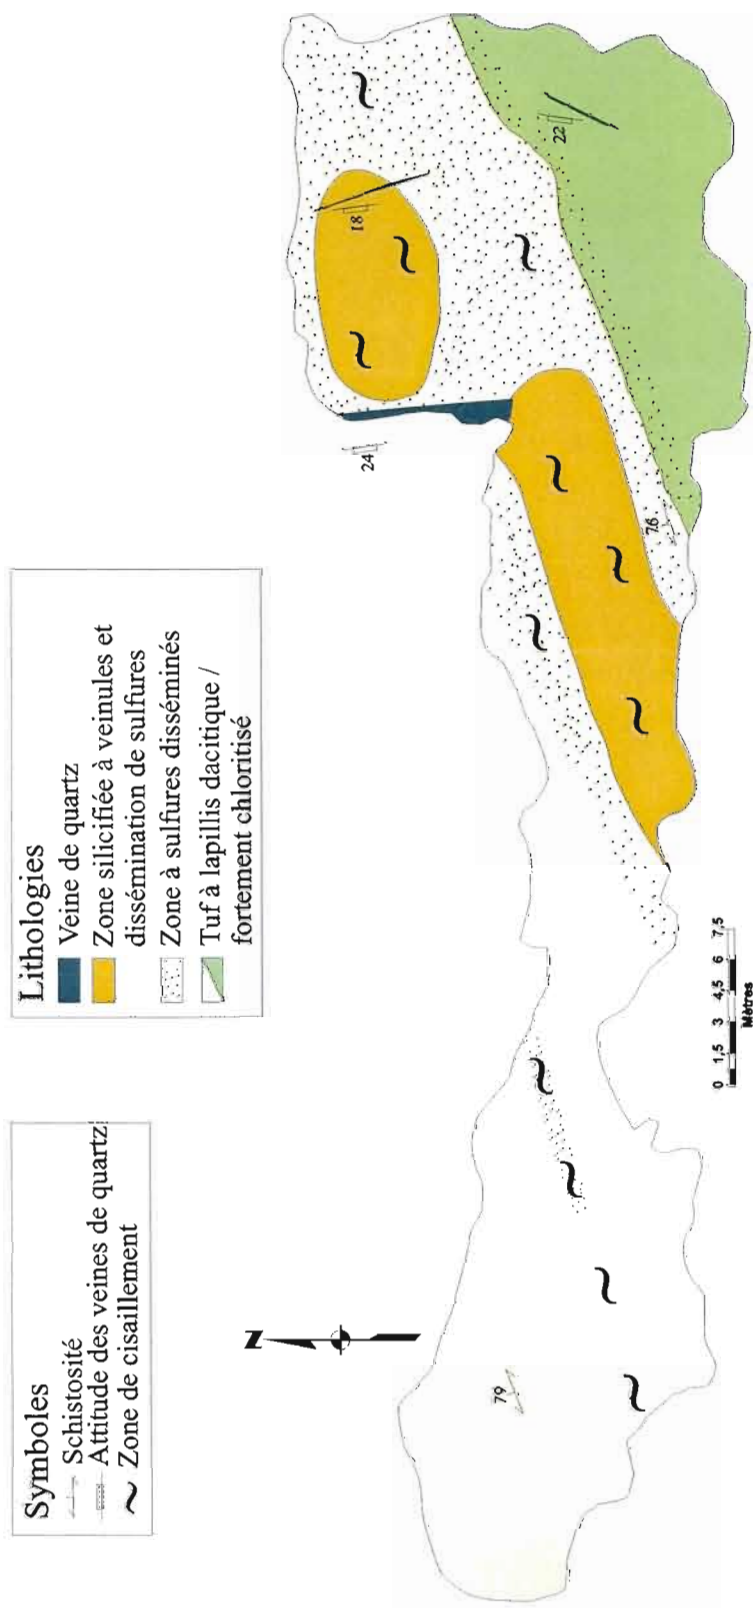 Symboles
Schistosité
Attitude des veines de quartz
Zone de cisaillement
Lithologies
Veine de quartz
Zone silicifiée à veinules et
dissémination de sulfures
Zone à sulfures disséminés
Tuf à lapillis dacitique /
fortement chloritisé
N
79
24
18
22
76
0 1,5 3 4,5 6 7,5
Mètres